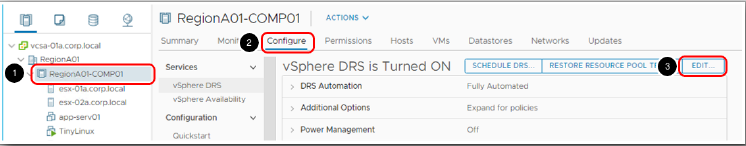 RegionA01-COMP01
ACTIONS
2
Summary
Configure
Permissions
Hosts
VMs
Datastores
Networks
Updates
vcsa-01a.corp.local
RegionA01
1
RegionA01-COMP01
esx-01a.corp.local
esx-02a.corp.local
app-serv01
TinyLinux
Services
vSphere DRS
vSphere Availability
Configuration
Quickstart
vSphere DRS is Turned ON
SCHEDULE DRS...
RESTORE RESOURCE POOL
3
EDIT...
DRS Automation
Fully Automated
Additional Options
Expand for policies
Power Management
Off